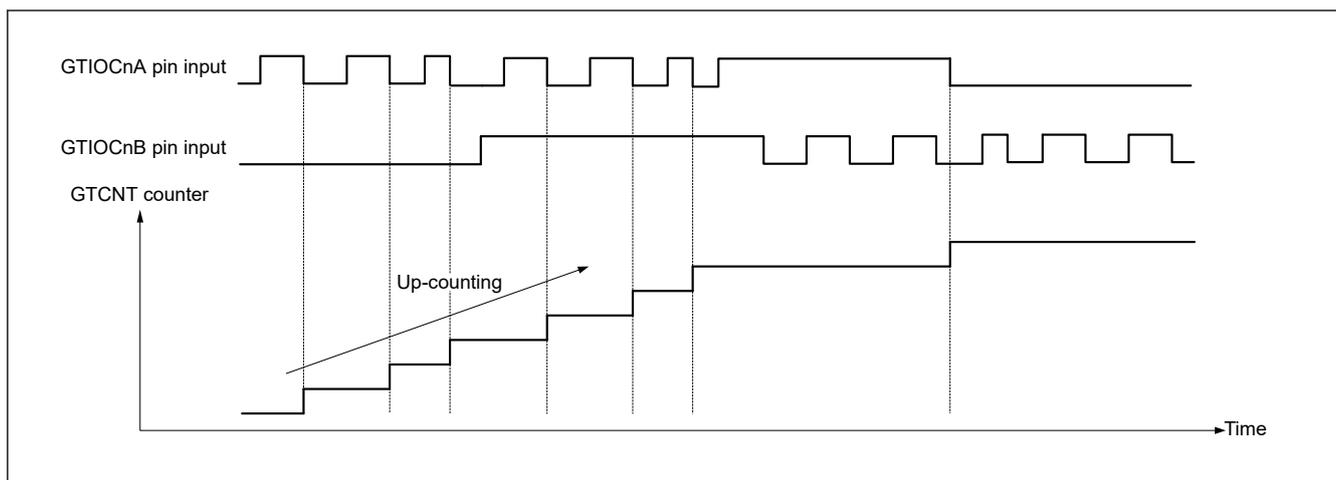 GTIOCnA pin input
GTIOCnB pin input
GTCNT counter
Up-counting
Time